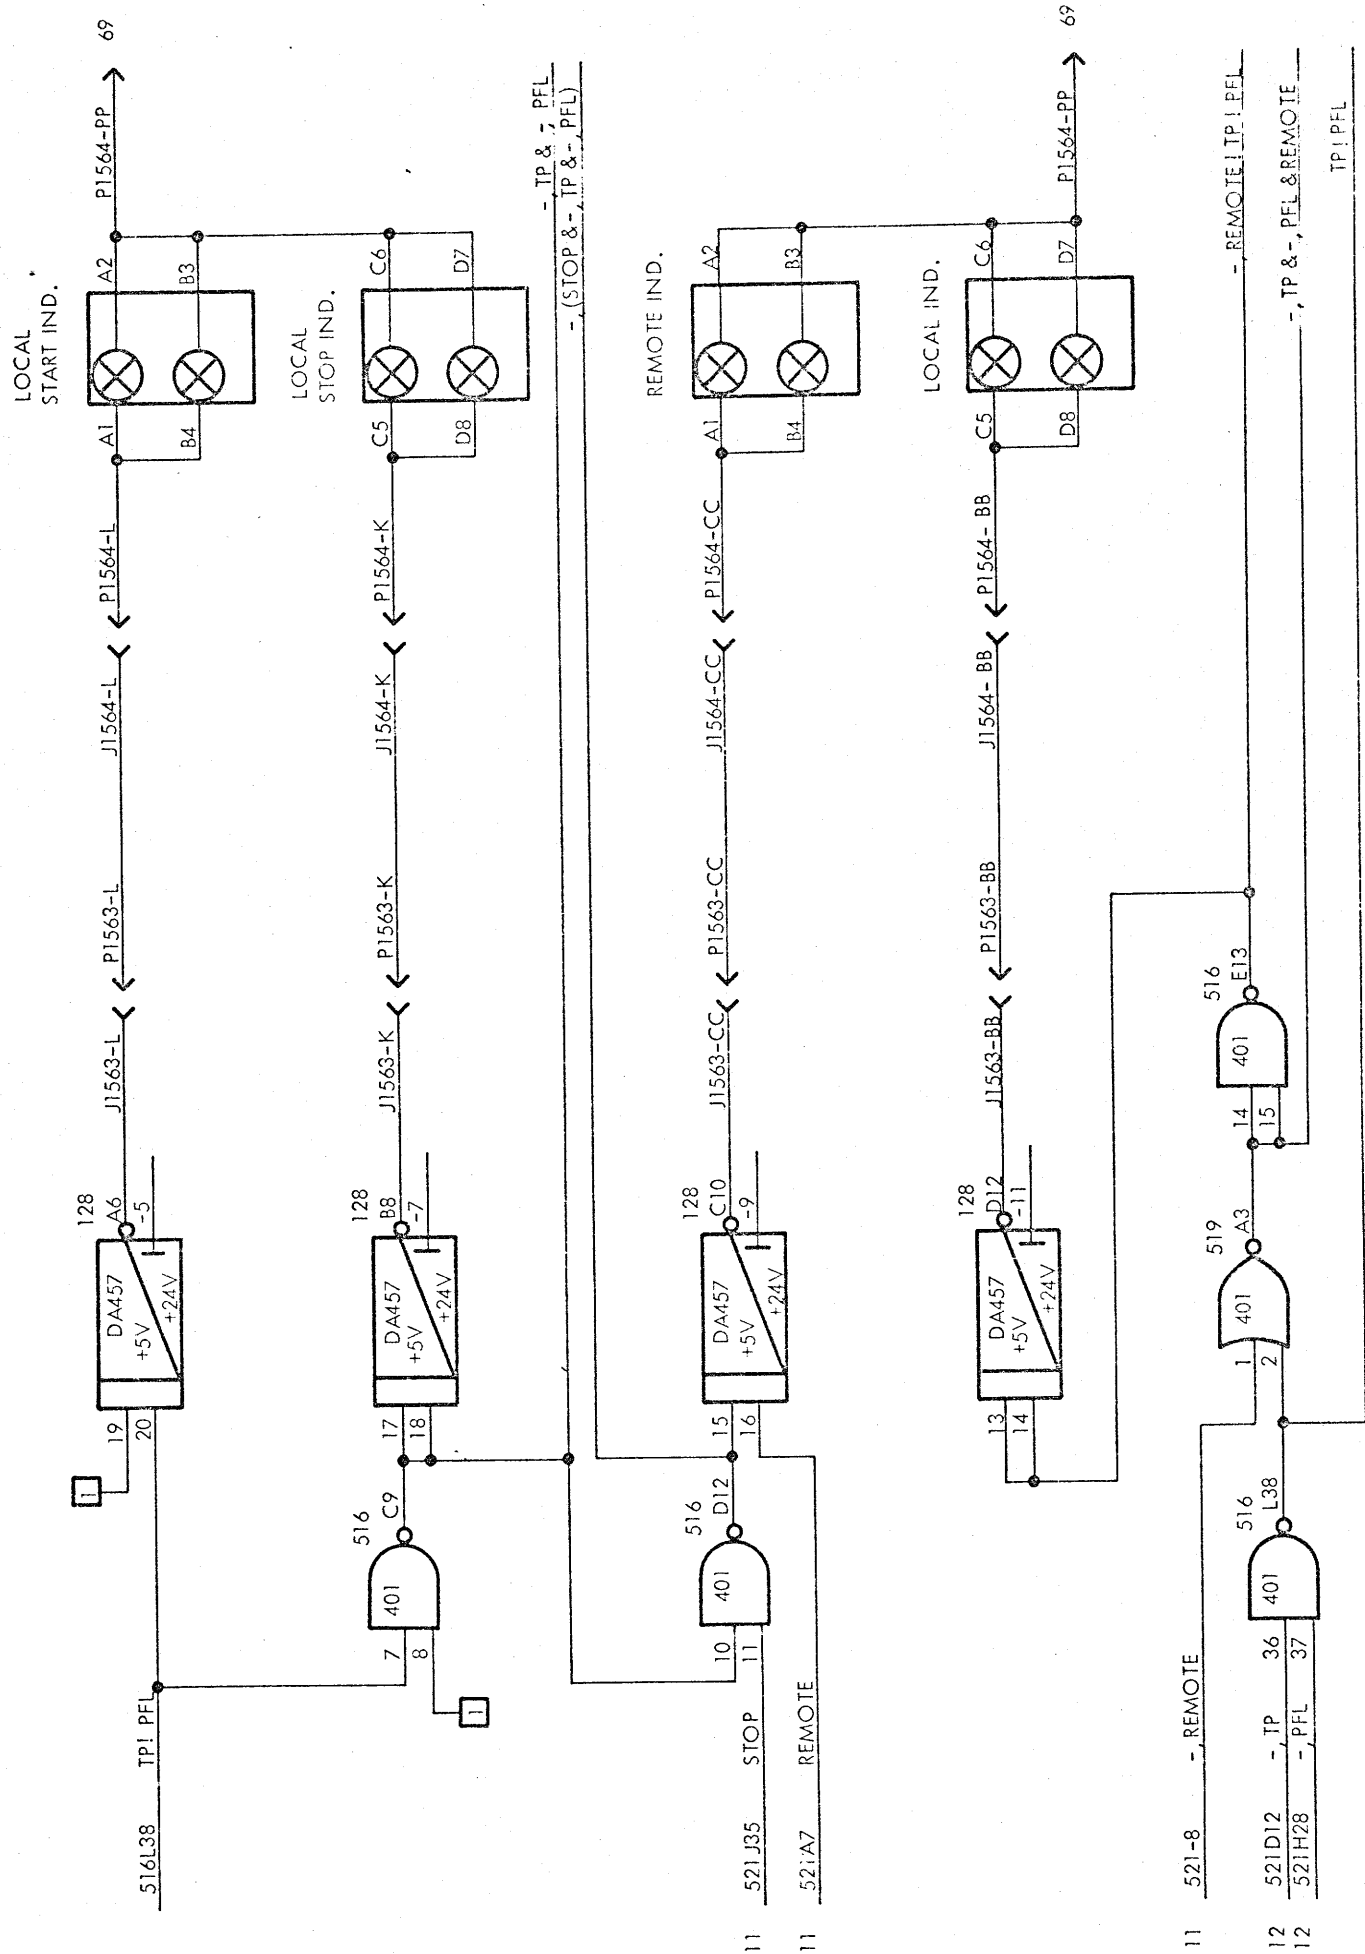 LOCAL
START IND.
516L38
TP! PFL
1
19
20
DA457
+5V
+24V
128
A6
-5
J1563-L
P1563-L
J1564-L
P1564-L
A1
B4
A2
B3
P1564-PP
69
LOCAL
STOP IND.
7
8
1
401
516
C9
17
18
DA457
+5V
+24V
128
B8
-7
J1563-K
P1563-K
J1564-K
P1564-K
C5
D8
C6
D7
-, TP & -, PFL
-, (STOP & -, TP & -, PFL)
REMOTE IND.
11
521J35
STOP
11
521A7
REMOTE
10
11
401
516
D12
15
16
DA457
+5V
+24V
128
C10
-9
J1563-CC
P1563-CC
J1564-CC
P1564-CC
A1
B4
A2
B3
LOCAL IND.
13
14
DA457
+5V
+24V
128
D12
-11
J1563-BB
P1563-BB
J1564-BB
P1564-BB
C5
D8
C6
D7
P1564-PP
69
11
521-8
-, REMOTE
12
521D12
-, TP
36
12
521H28
-, PFL
37
401
516
L38
1
2
401
519
A3
14
15
401
516
E13
-, REMOTE! TP! PFL
-, TP & -, PFL & REMOTE
TP! PFL